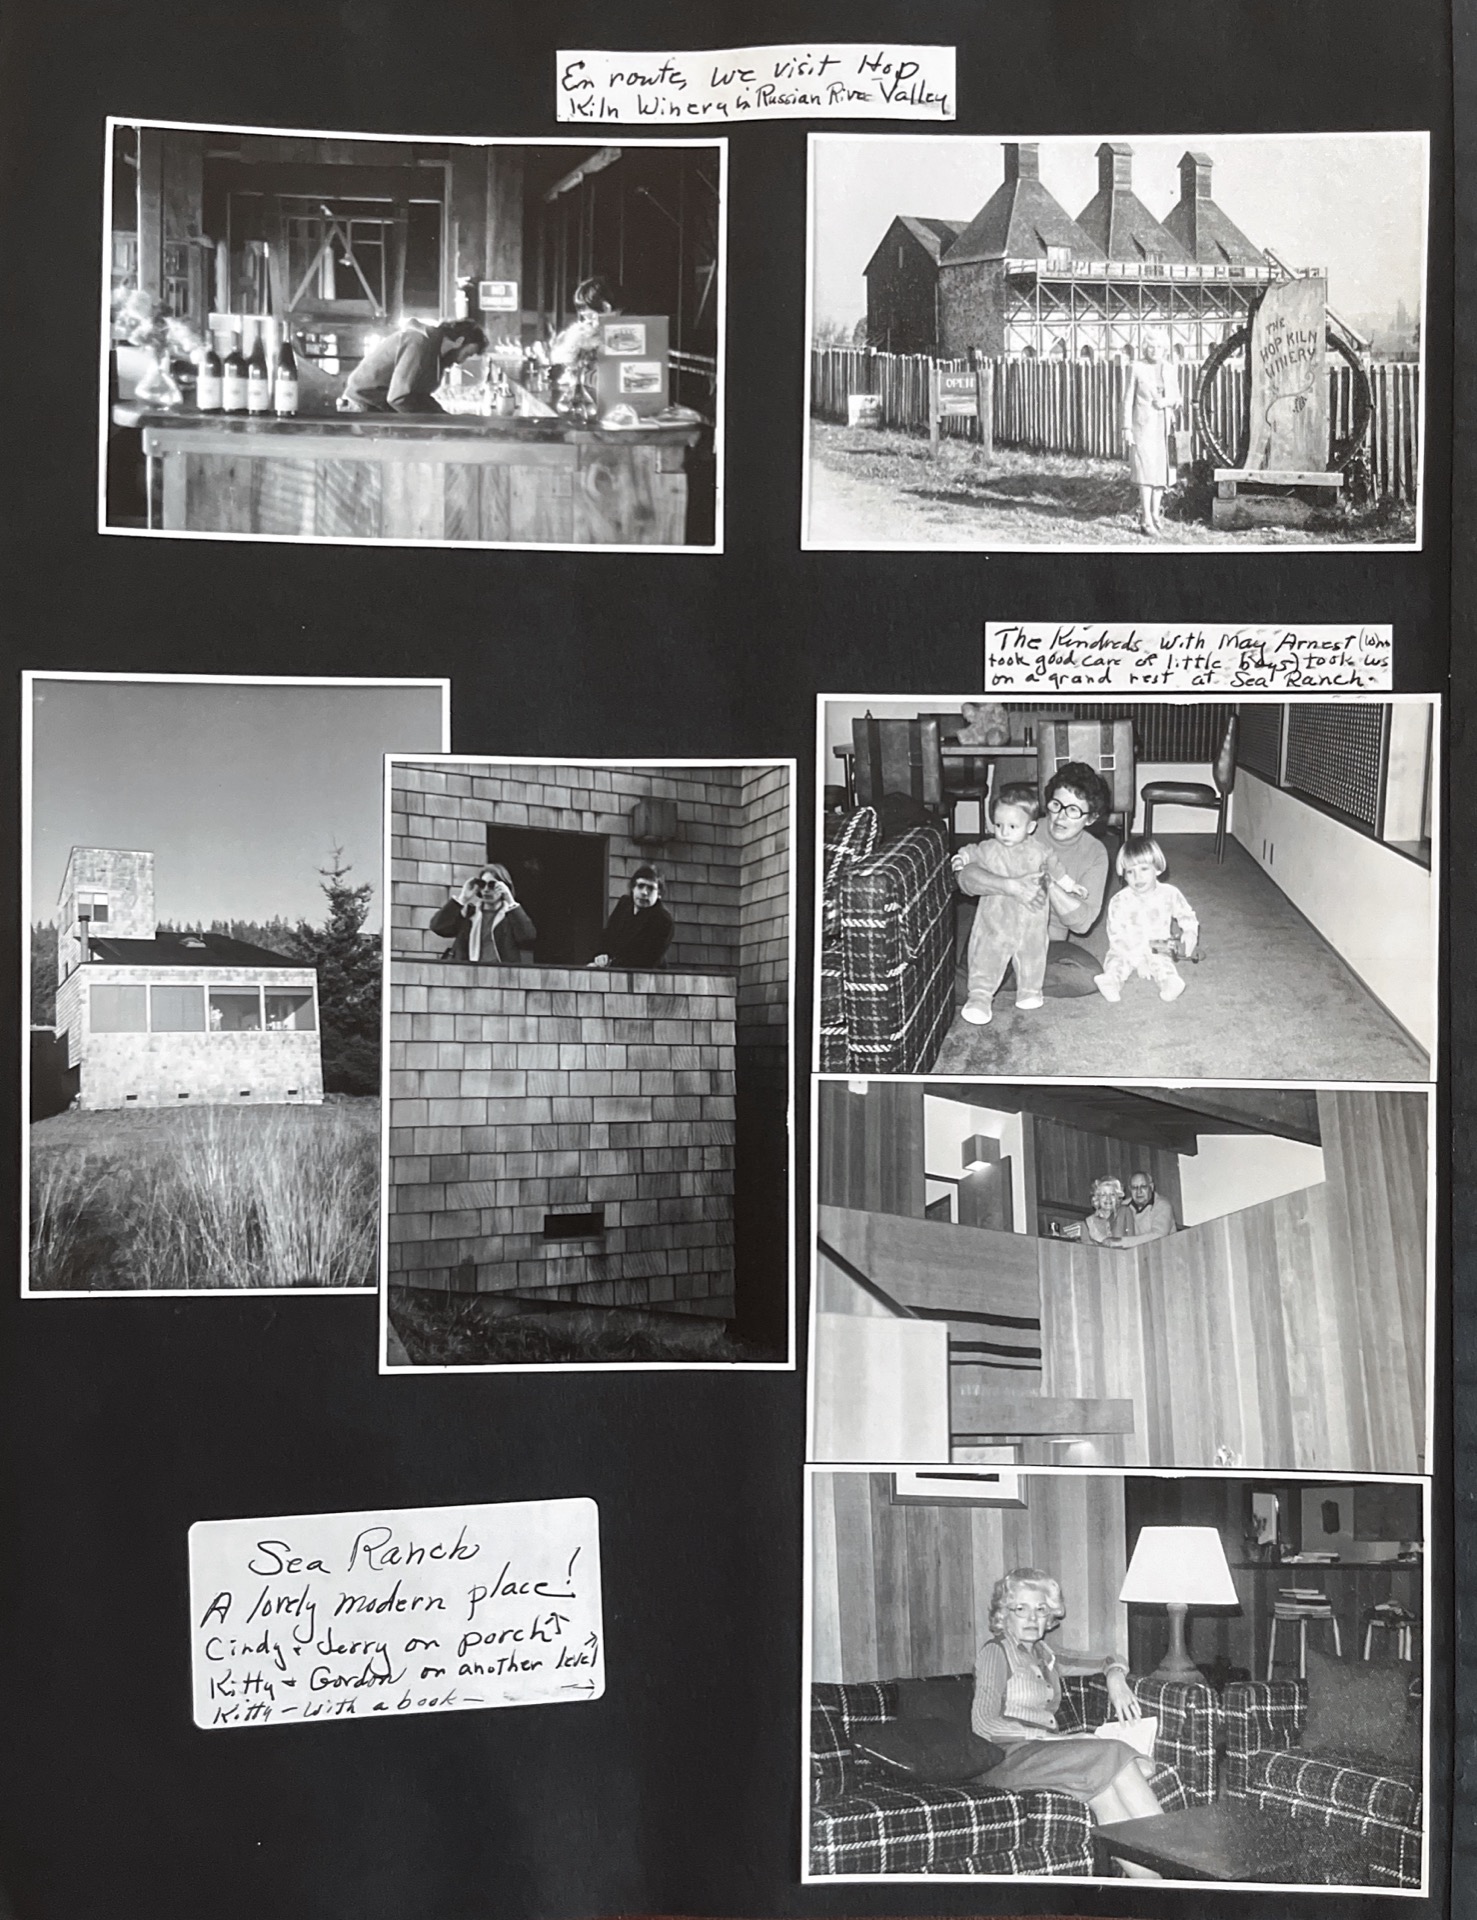 En route, we visit Hop
Kiln Winery in Russian River Valley
NO
OPEN
THE
HOP KILN
WINERY
The Kindreds with May Arnest (who
took good care of little boys) took us
on a grand rest at Sea Ranch.
Sea Ranch
A lovely modern place!
Cindy & Jerry on porch ↑
Kitty & Gordon on another level →
Kitty - with a book - →